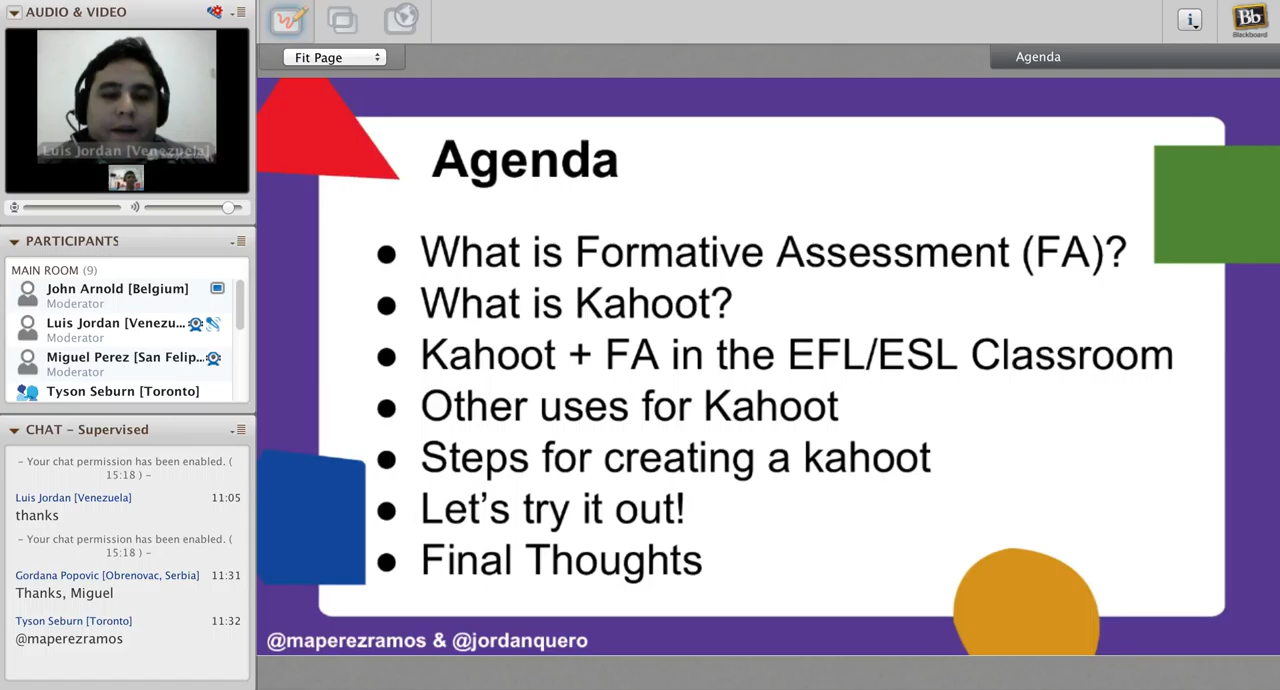 AUDIO & VIDEO
Luis Jordan [Venezuela]
PARTICIPANTS
MAIN ROOM (9)
John Arnold [Belgium]
Moderator
Luis Jordan [Venezu...
Moderator
Miguel Perez [San Felip...
Moderator
Tyson Seburn [Toronto]
CHAT – Supervised
– Your chat permission has been enabled. (
15:18 ) –
Luis Jordan [Venezuela] 11:05
thanks
– Your chat permission has been enabled. (
15:18 ) –
Gordana Popovic [Obrenovac, Serbia] 11:31
Thanks, Miguel
Tyson Seburn [Toronto] 11:32
@maperezramos
Fit Page
i
Bb
Blackboard
Agenda
Agenda
● What is Formative Assessment (FA)?
● What is Kahoot?
● Kahoot + FA in the EFL/ESL Classroom
● Other uses for Kahoot
● Steps for creating a kahoot
● Let's try it out!
● Final Thoughts
@maperezramos & @jordanquero